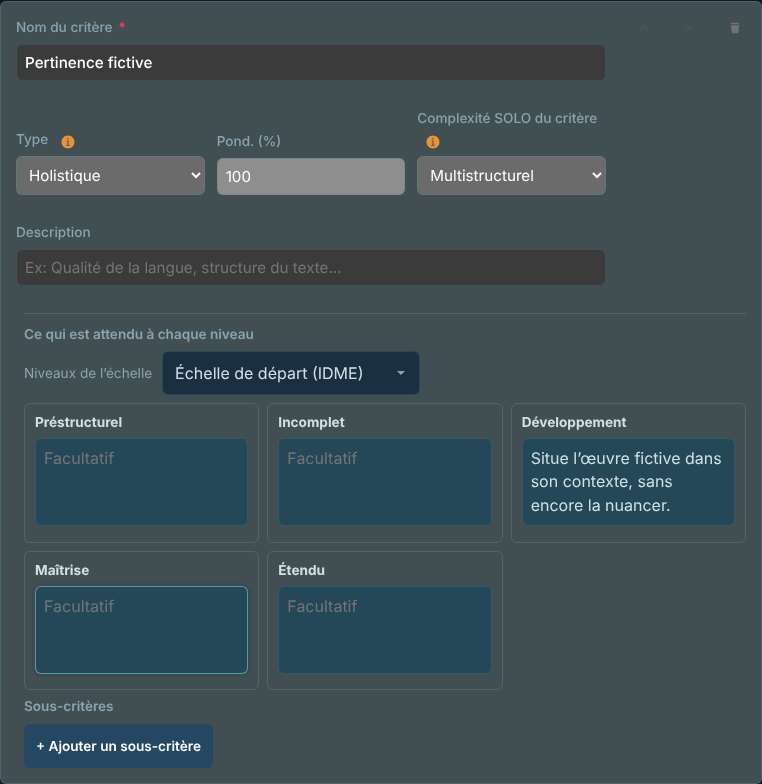 Nom du critère *
Pertinence fictive
Complexité SOLO du critère
Type
Pond. (%)
Holistique
100
Multistructurel
Description
Ex: Qualité de la langue, structure du texte...
Ce qui est attendu à chaque niveau
Niveaux de l’échelle
Échelle de départ (IDME)
Préstructurel
Facultatif
Incomplet
Facultatif
Développement
Situe l’œuvre fictive dans
son contexte, sans
encore la nuancer.
Maîtrise
Facultatif
Étendu
Facultatif
Sous-critères
+ Ajouter un sous-critère